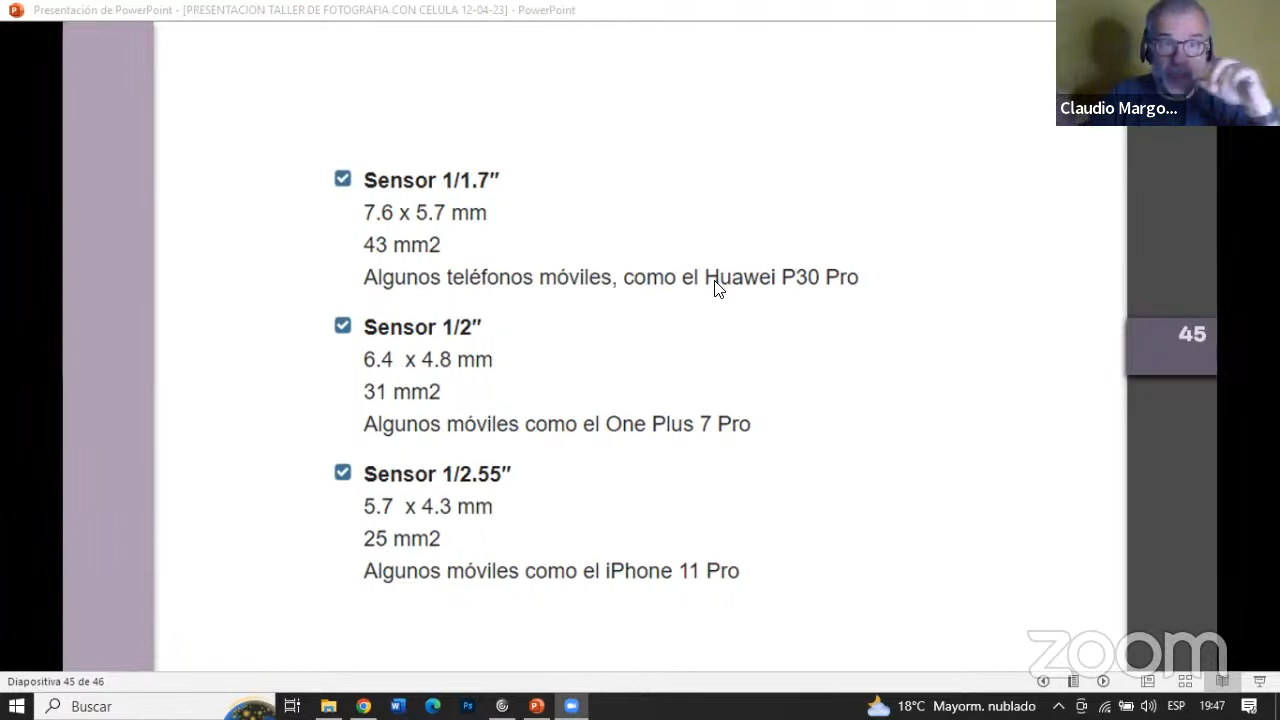 Presentación de PowerPoint - [PRESENTACION TALLER DE FOTOGRAFIA CON CELULA 12-04-23] - PowerPoint
Claudio Margo...
Sensor 1/1.7″
7.6 x 5.7 mm
43 mm2
Algunos teléfonos móviles, como el Huawei P30 Pro
Sensor 1/2″
6.4 x 4.8 mm
31 mm2
Algunos móviles como el One Plus 7 Pro
45
Sensor 1/2.55″
5.7 x 4.3 mm
25 mm2
Algunos móviles como el iPhone 11 Pro
zoom
Diapositiva 45 de 46
Buscar
18°C Mayorm. nublado
ESP
19:47